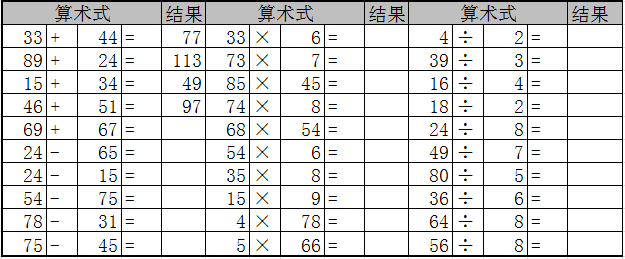 算术式 结果 算术式 结果 算术式 结果
33 + 44 = 77 33 × 6 = 4 ÷ 2 =
89 + 24 = 113 73 × 7 = 39 ÷ 3 =
15 + 34 = 49 85 × 45 = 16 ÷ 4 =
46 + 51 = 97 74 × 8 = 18 ÷ 2 =
69 + 67 = 68 × 54 = 24 ÷ 8 =
24 - 65 = 54 × 6 = 49 ÷ 7 =
24 - 15 = 35 × 8 = 80 ÷ 5 =
54 - 75 = 15 × 9 = 36 ÷ 6 =
78 - 31 = 4 × 78 = 64 ÷ 8 =
75 - 45 = 5 × 66 = 56 ÷ 8 =